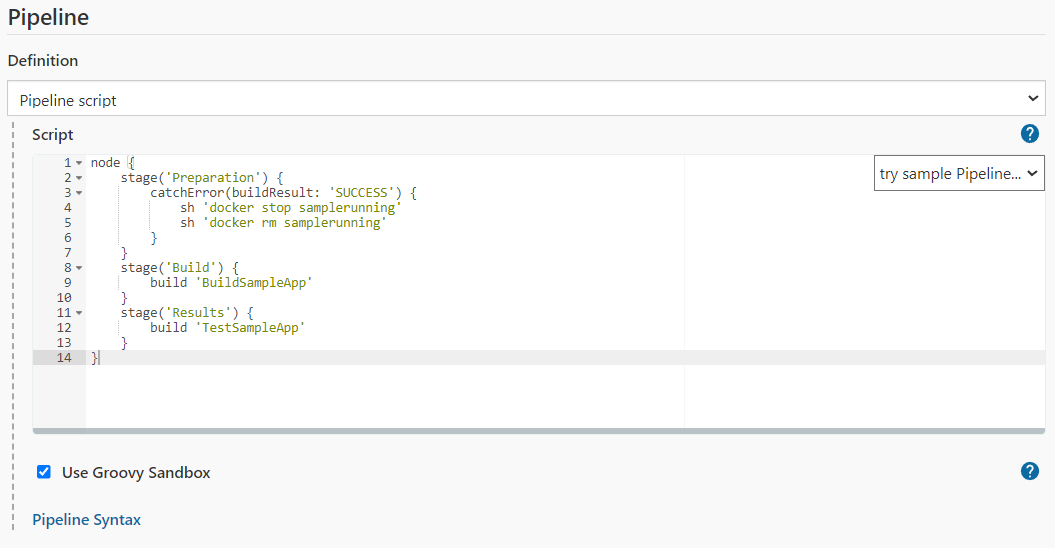 Pipeline
Definition
Pipeline script
Script
try sample Pipeline...
1 node {
2     stage('Preparation') {
3         catchError(buildResult: 'SUCCESS') {
4             sh 'docker stop samplerunning'
5             sh 'docker rm samplerunning'
6         }
7     }
8     stage('Build') {
9         build 'BuildSampleApp'
10     }
11     stage('Results') {
12         build 'TestSampleApp'
13     }
14 }
Use Groovy Sandbox
Pipeline Syntax